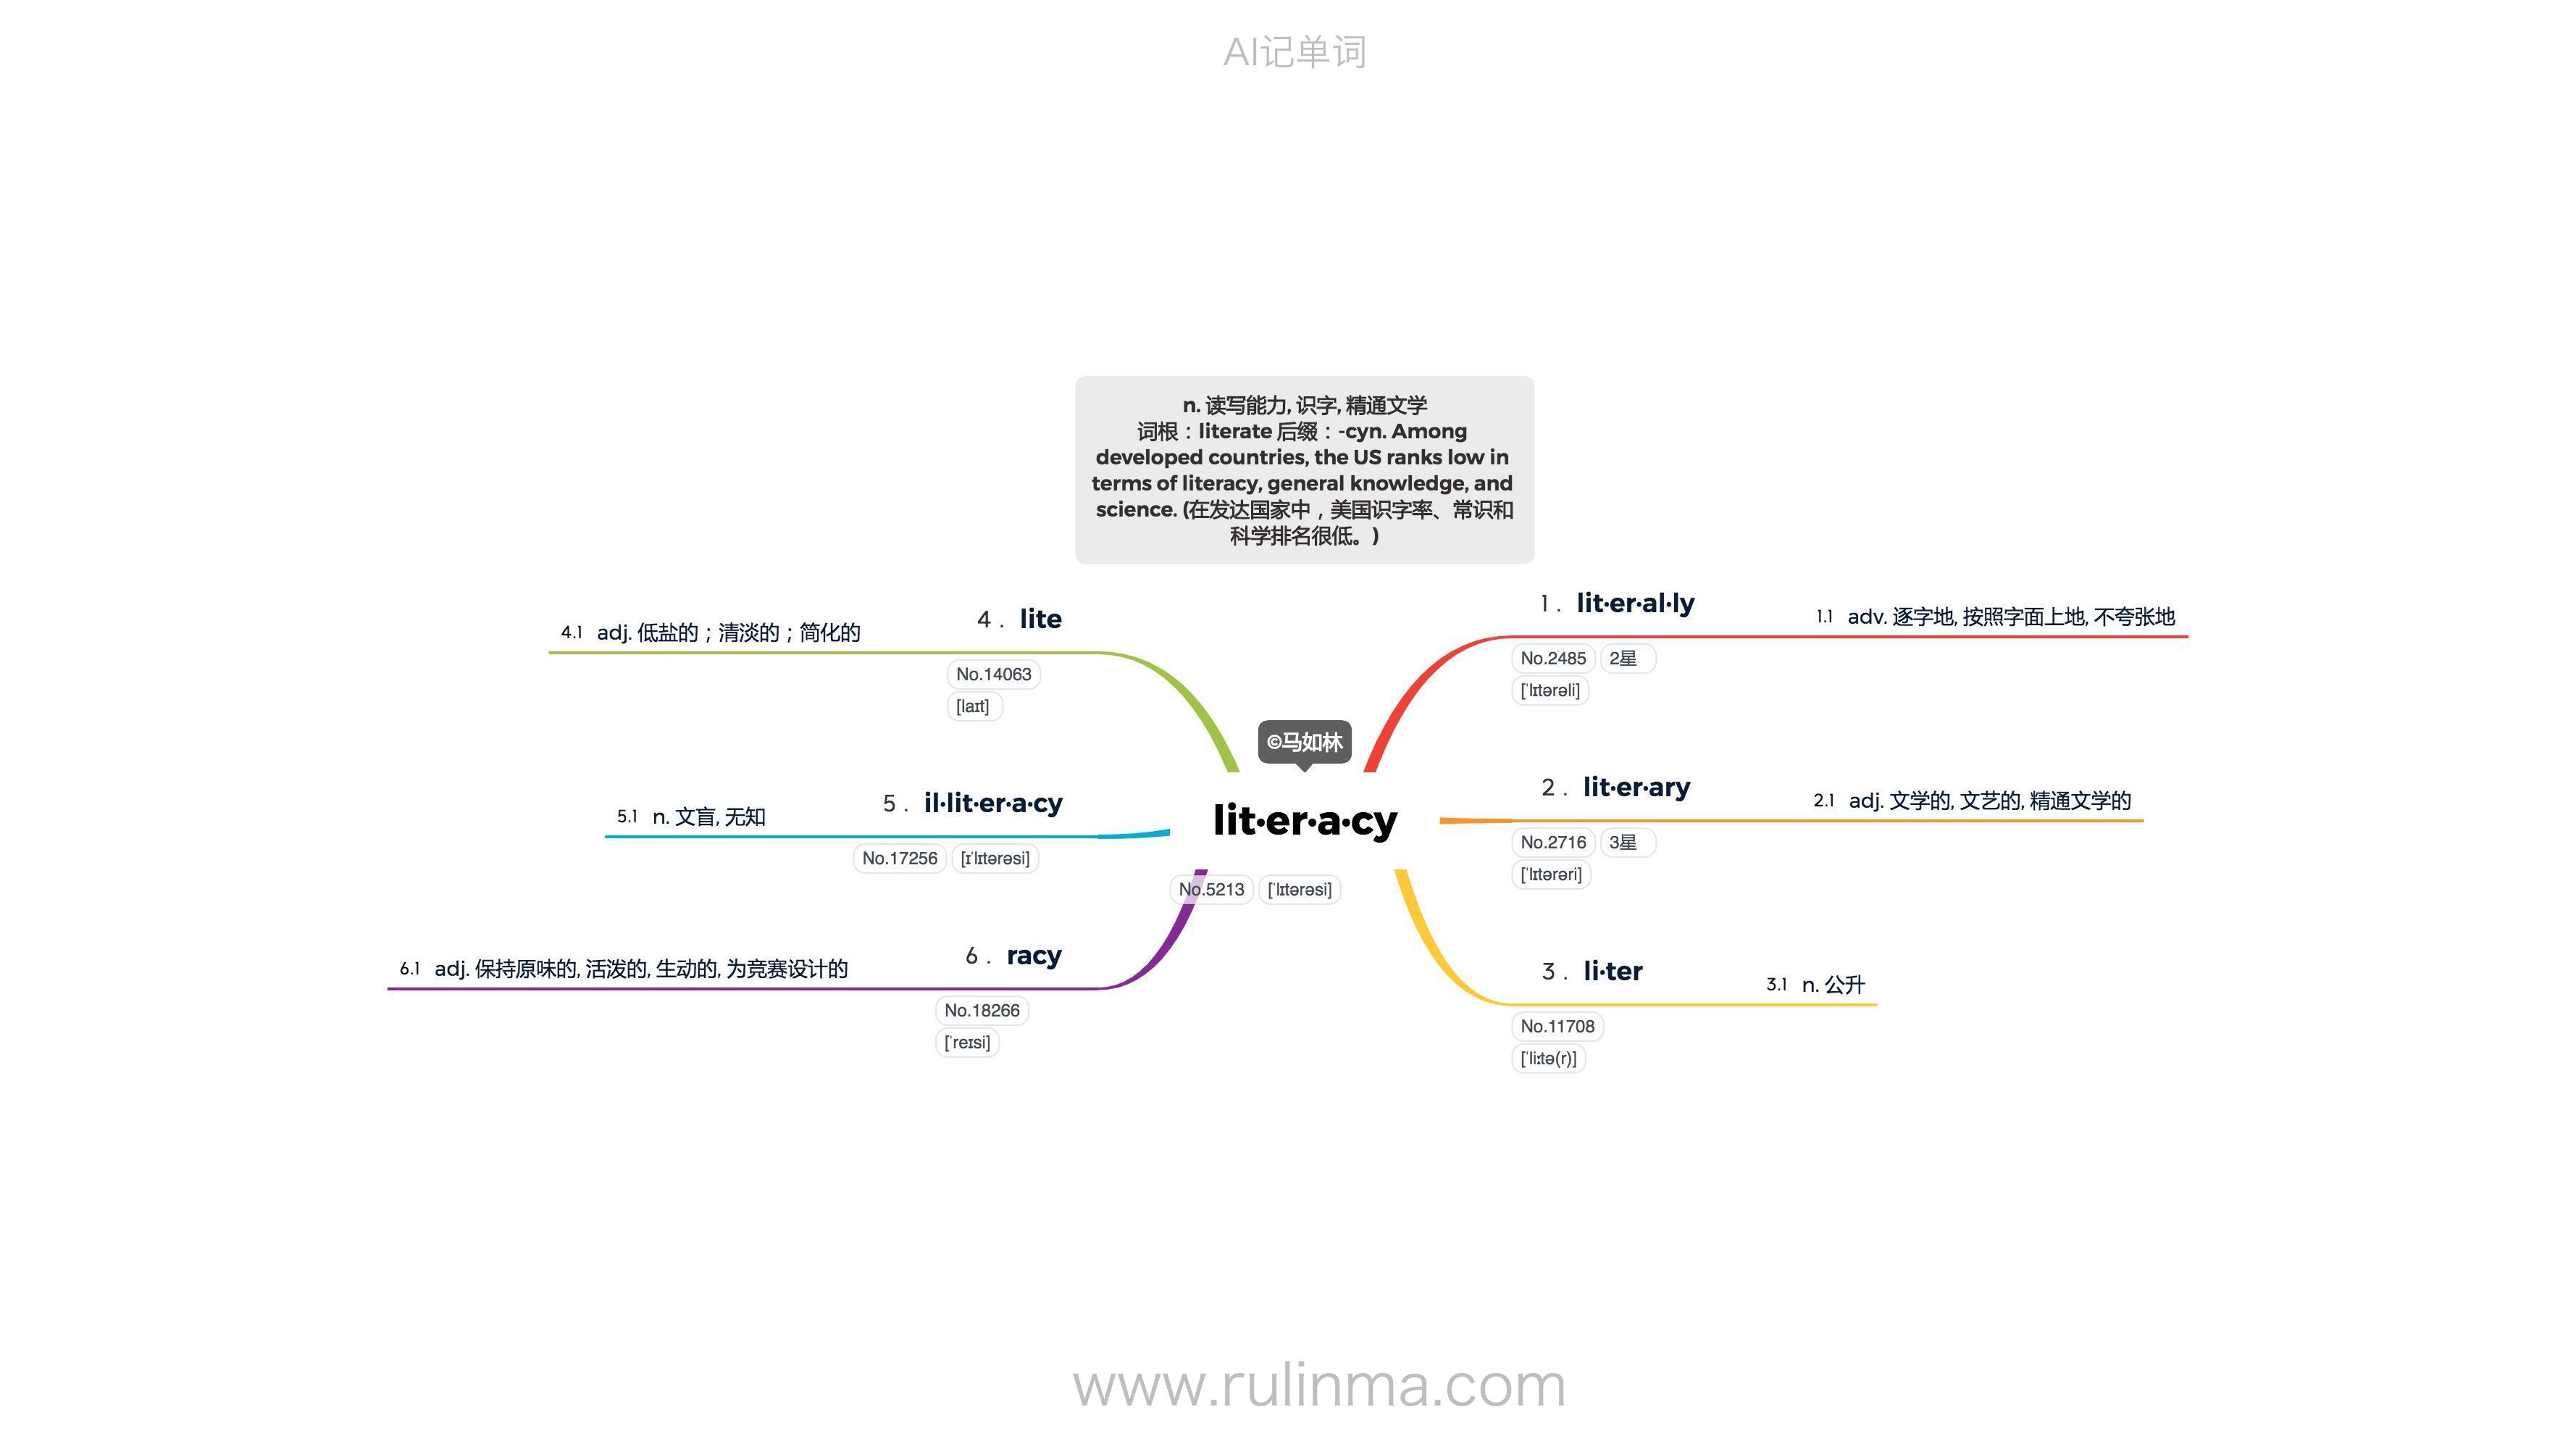 AI记单词
n. 读写能力, 识字, 精通文学
词根：literate 后缀：-cyn. Among
developed countries, the US ranks low in
terms of literacy, general knowledge, and
science. (在发达国家中，美国识字率、常识和
科学排名很低。)
©马如林
lit·er·a·cy
No.5213 [ˈlɪtərəsi]
1 . lit·er·al·ly
No.2485 2星
[ˈlɪtərəli]
1.1 adv. 逐字地, 按照字面上地, 不夸张地
2 . lit·er·ary
No.2716 3星
[ˈlɪtərəri]
2.1 adj. 文学的, 文艺的, 精通文学的
3 . li·ter
No.11708
[ˈliːtə(r)]
3.1 n. 公升
4 . lite
No.14063
[laɪt]
4.1 adj. 低盐的；清淡的；简化的
5 . il·lit·er·a·cy
No.17256 [ɪˈlɪtərəsi]
5.1 n. 文盲, 无知
6 . racy
No.18266
[ˈreɪsi]
6.1 adj. 保持原味的, 活泼的, 生动的, 为竞赛设计的
www.rulinma.com